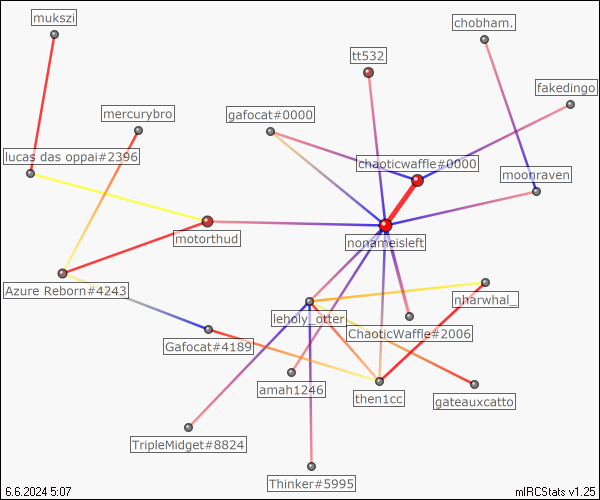 mukszi
chobham.
tt532
fakedingo
mercurybro
gafocat#0000
lucas das oppai#2396
chaoticwaffle#0000
moonraven
motorthud
nonameisleft
Azure Reborn#4243
nharwhal_
leholy_otter
ChaoticWaffle#2006
Gafocat#4189
amah1246
then1cc
gateauxcatto
TripleMidget#8824
Thinker#5995
6.6.2024 5:07
mIRCStats v1.25